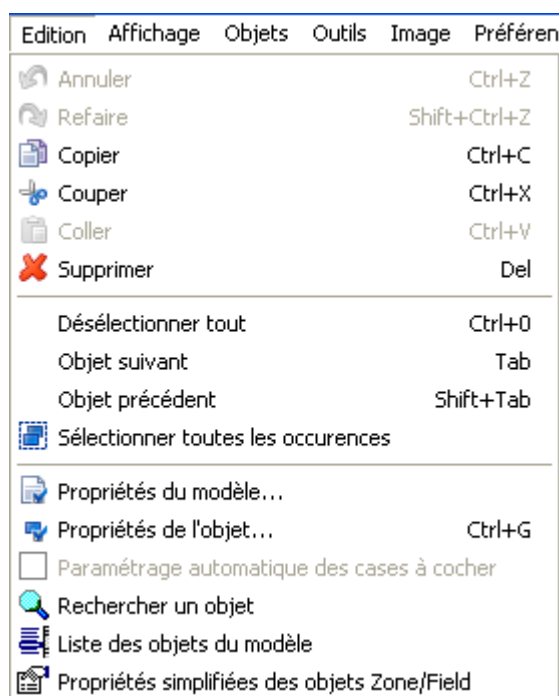 Edition Affichage Objets Outils Image Préféren
Annuler Ctrl+Z
Refaire Shift+Ctrl+Z
Copier Ctrl+C
Couper Ctrl+X
Coller Ctrl+V
Supprimer Del
Désélectionner tout Ctrl+0
Objet suivant Tab
Objet précédent Shift+Tab
Sélectionner toutes les occurences
Propriétés du modèle...
Propriétés de l'objet... Ctrl+G
Paramétrage automatique des cases à cocher
Rechercher un objet
Liste des objets du modèle
Propriétés simplifiées des objets Zone/Field